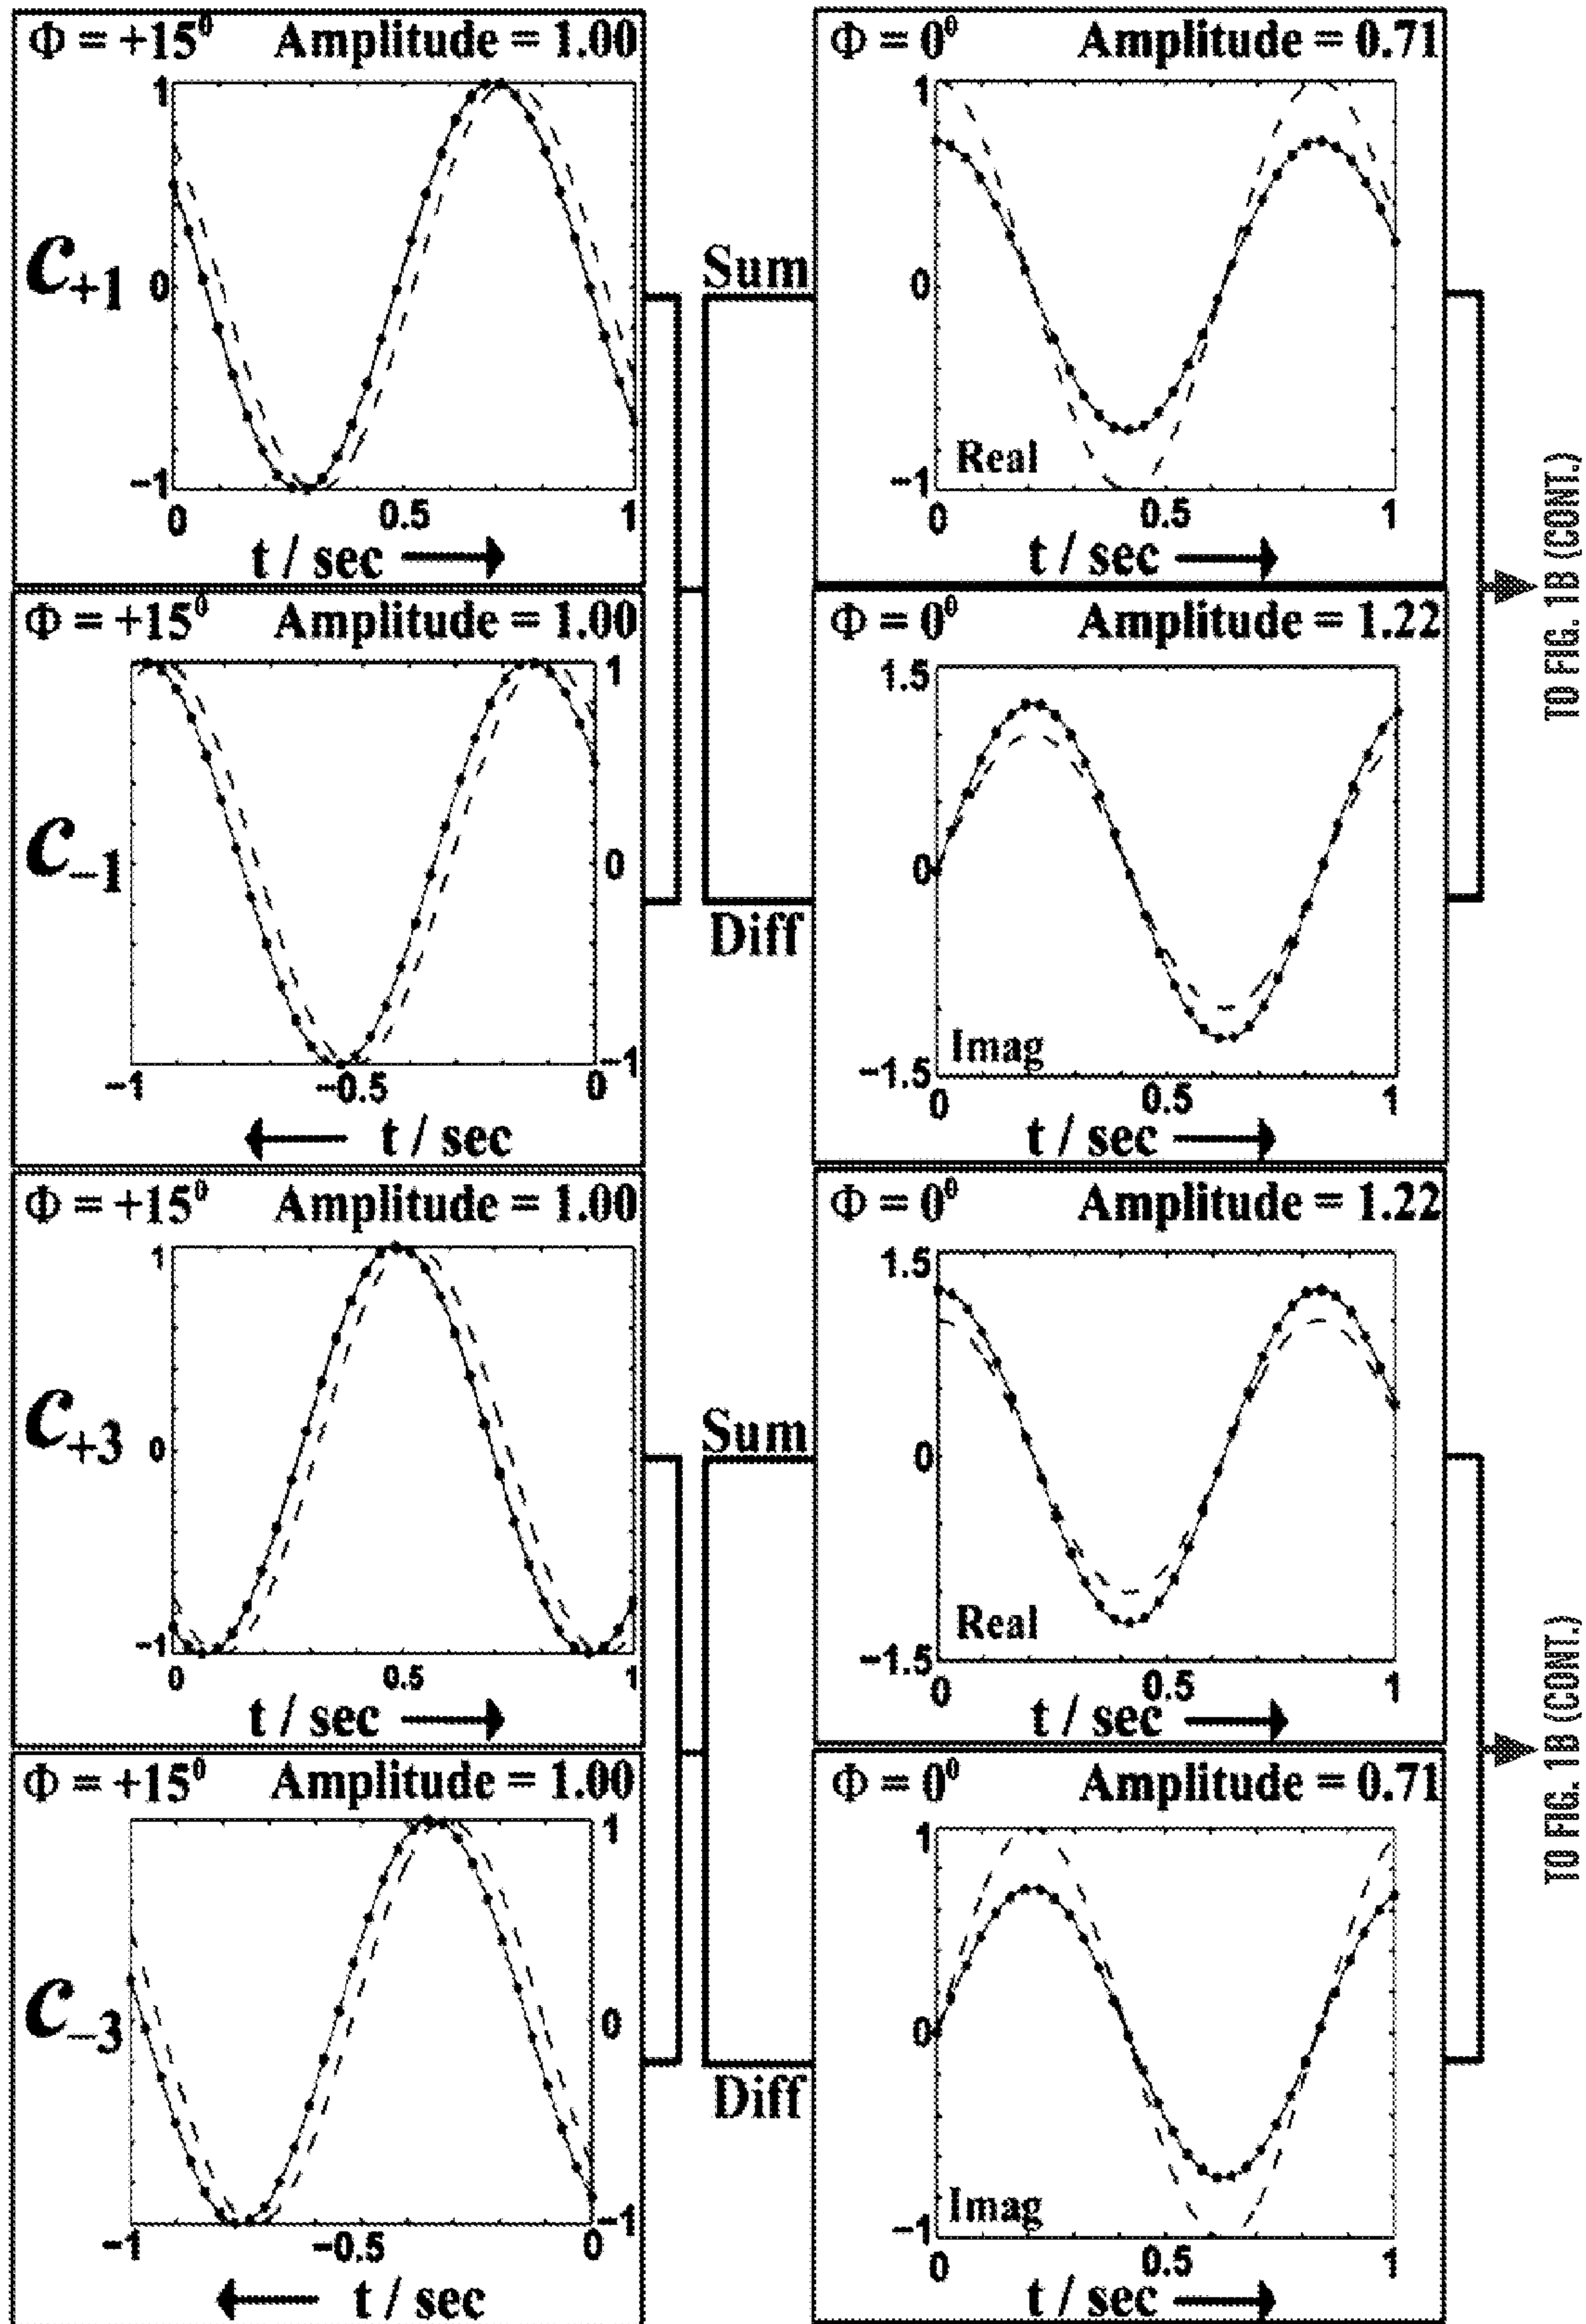 Φ = +15⁰ Amplitude = 1.00
1
c₊₁ 0
−1
0 0.5 1
t / sec
Φ = 0⁰ Amplitude = 0.71
1
Sum
0
Real
−1
0 0.5 1
t / sec
Φ = +15⁰ Amplitude = 1.00
1
c₋₁ 0
−1
−1 −0.5 0
t / sec
Φ = 0⁰ Amplitude = 1.22
1.5
0
Diff
Imag
−1.5
0 0.5 1
t / sec
TO FIG. 1B (CONT.)
Φ = +15⁰ Amplitude = 1.00
1
c₊₃ 0
−1
0 0.5 1
t / sec
Φ = 0⁰ Amplitude = 1.22
1.5
Sum
0
Real
−1.5
0 0.5 1
t / sec
Φ = +15⁰ Amplitude = 1.00
1
c₋₃ 0
−1
−1 −0.5 0
t / sec
Φ = 0⁰ Amplitude = 0.71
1
0
Diff
Imag
−1
0 0.5 1
t / sec
TO FIG. 1B (CONT.)